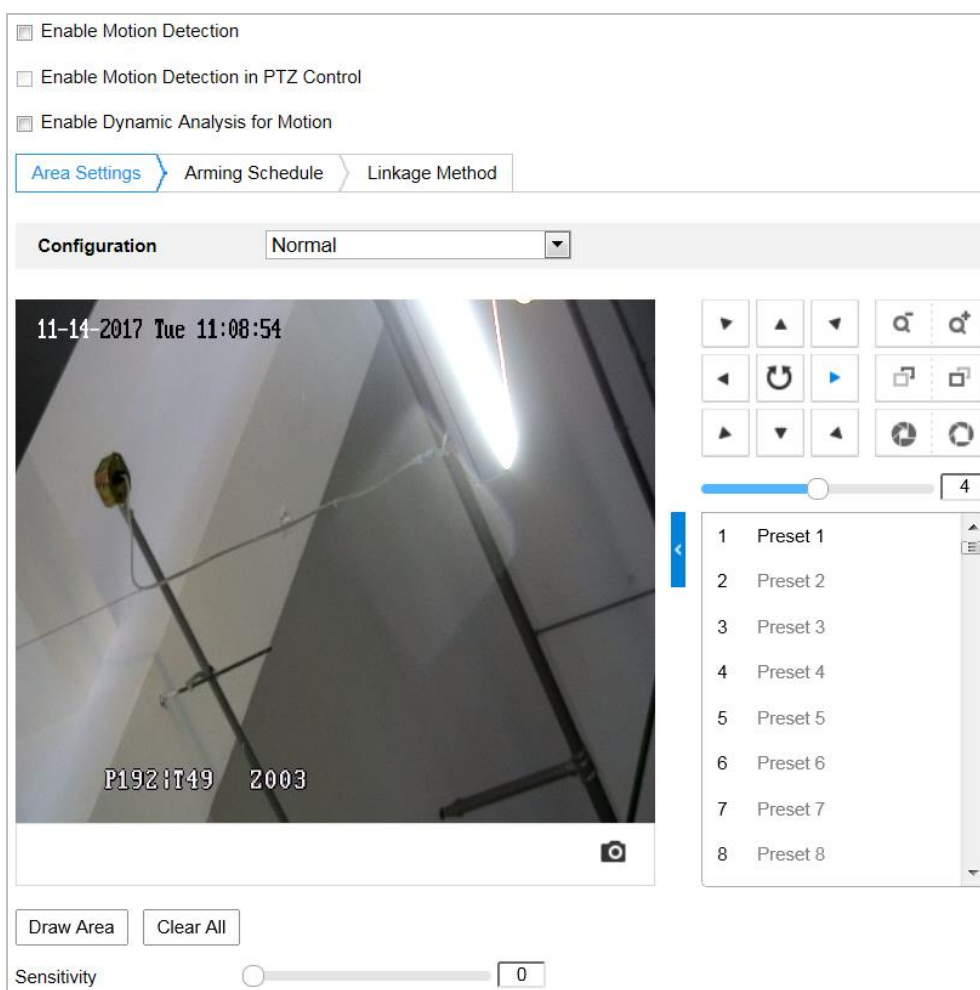 Enable Motion Detection
Enable Motion Detection in PTZ Control
Enable Dynamic Analysis for Motion
Area Settings Arming Schedule Linkage Method
Configuration Normal
11-14-2017 Tue 11:08:54
P192 T49 Z003
4
1 Preset 1
2 Preset 2
3 Preset 3
4 Preset 4
5 Preset 5
6 Preset 6
7 Preset 7
8 Preset 8
Draw Area Clear All
Sensitivity 0